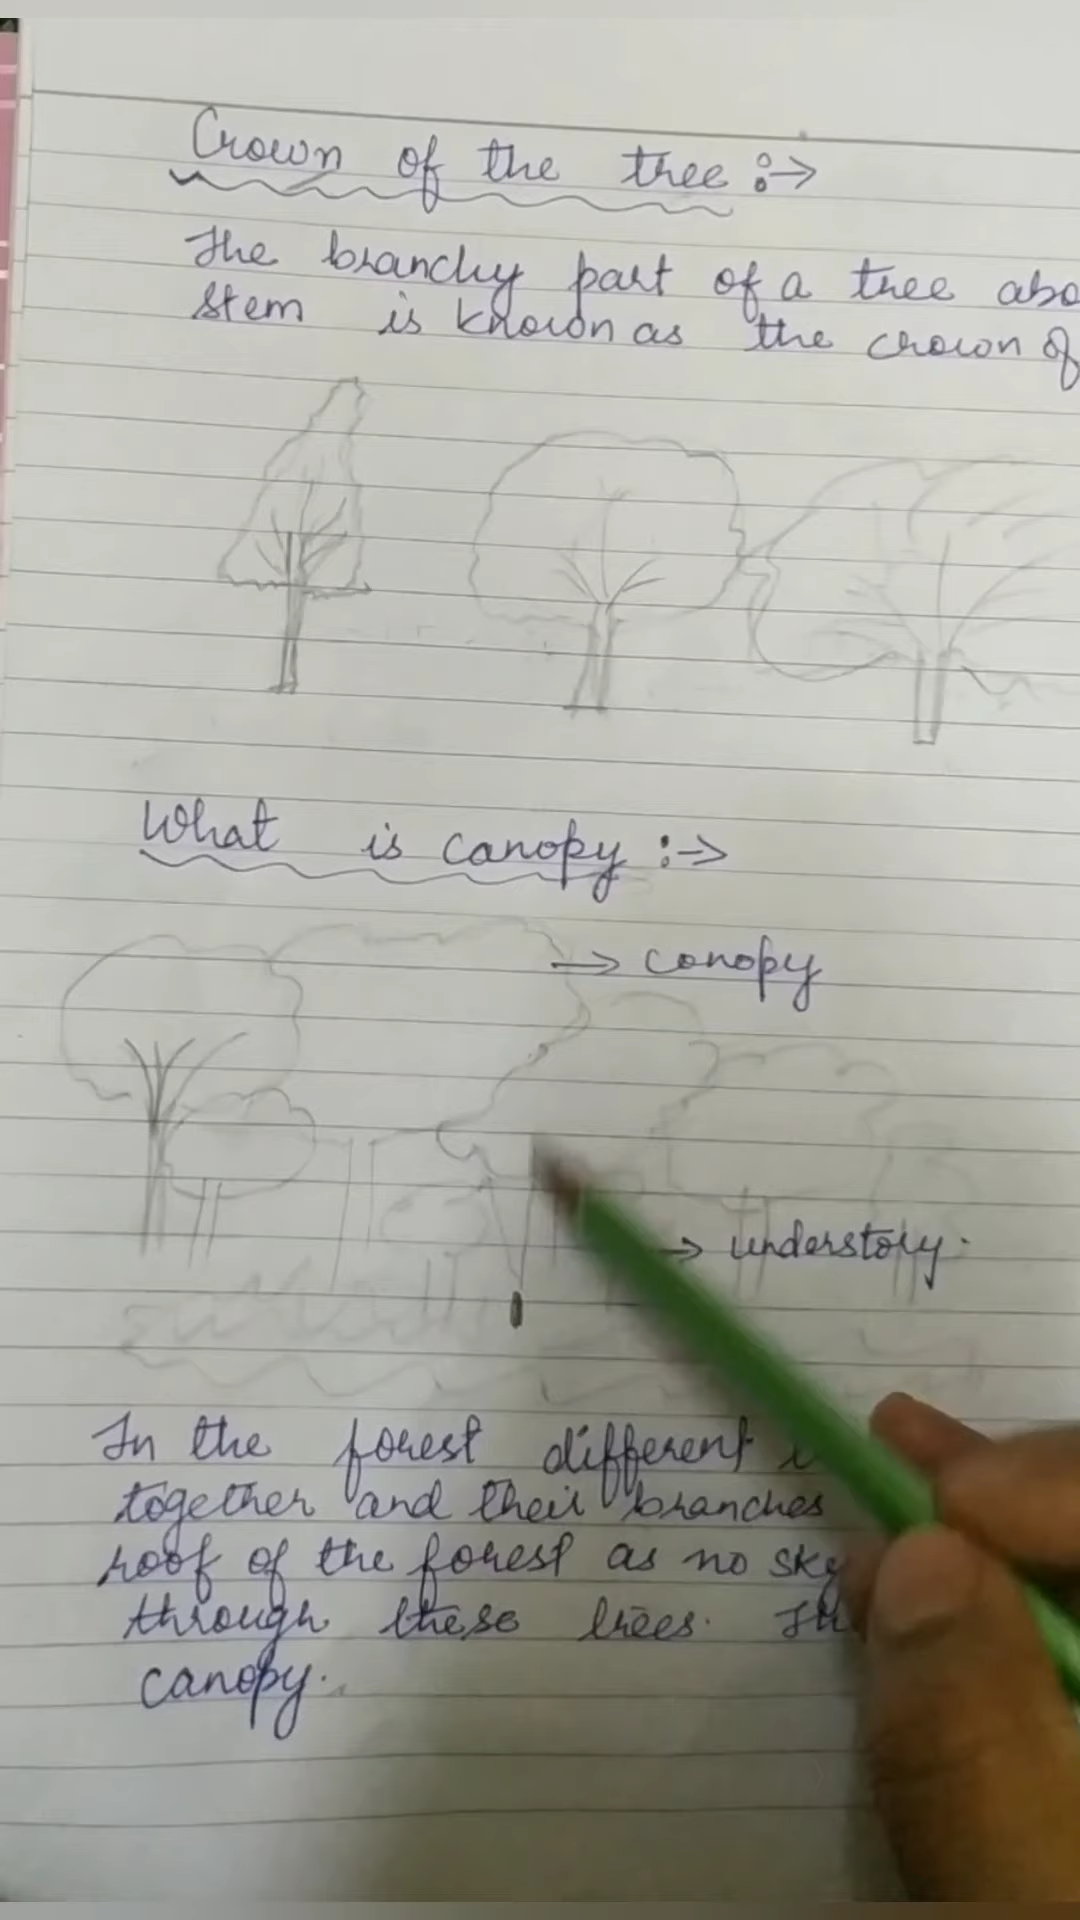 Crown of the tree :→
The branchy part of a tree
stem is known as the crown of
What is canopy :→
→ canopy
→ understory.
In the forest different
together and their branches
roof of the forest as no sky
through these trees.
canopy.